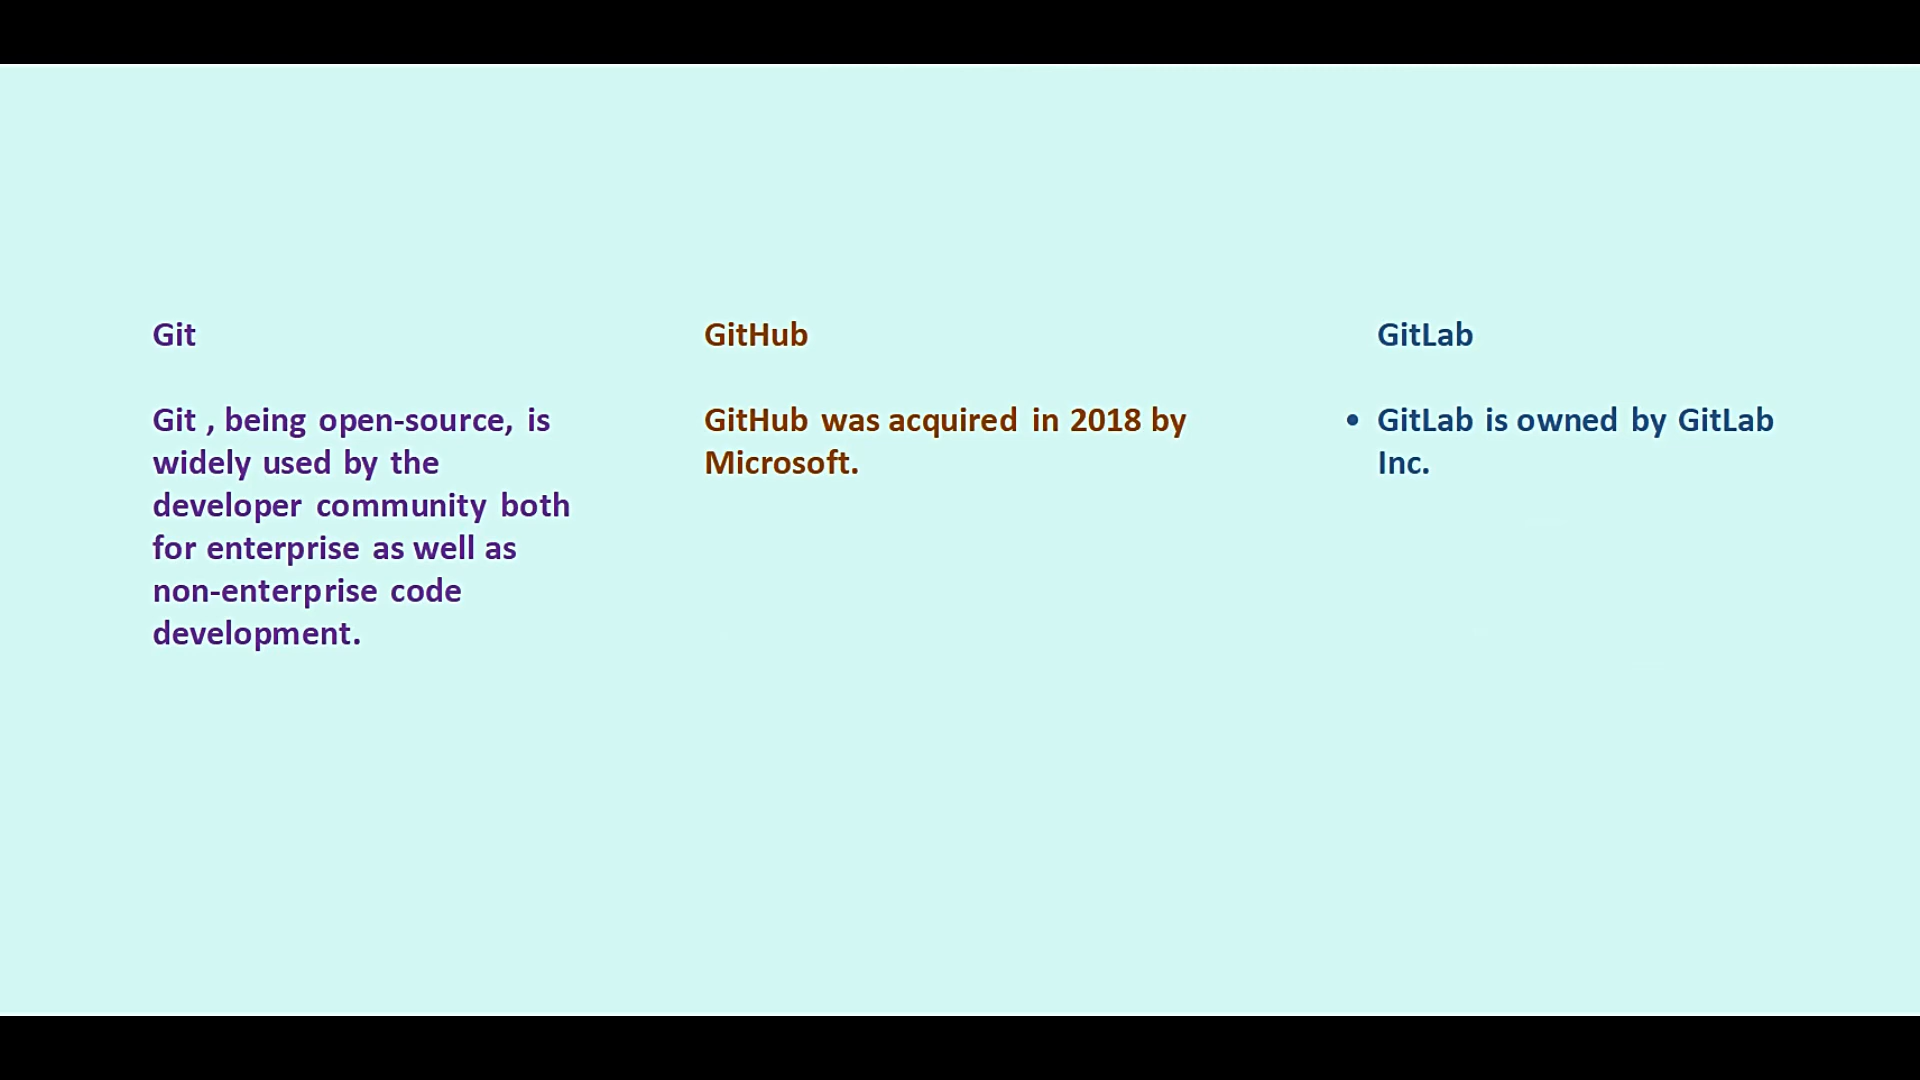 Git
Git , being open-source, is
widely used by the
developer community both
for enterprise as well as
non-enterprise code
development.
GitHub
GitHub was acquired in 2018 by
Microsoft.
GitLab
• GitLab is owned by GitLab
Inc.